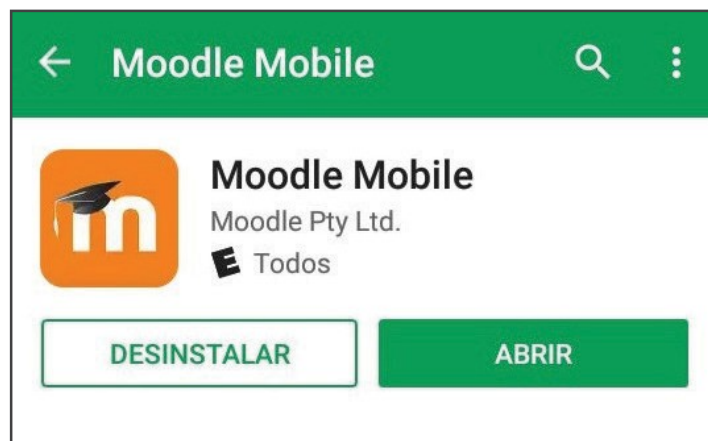 Moodle Mobile
m
Moodle Mobile
Moodle Pty Ltd.
E Todos
DESINSTALAR
ABRIR